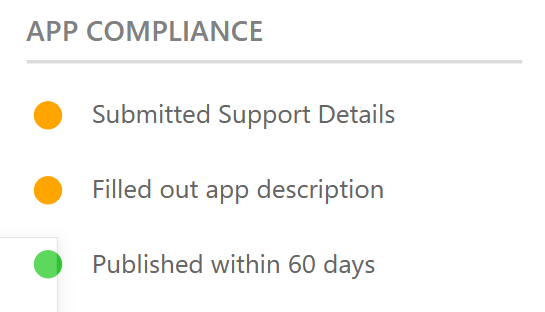 APP COMPLIANCE
Submitted Support Details
Filled out app description
Published within 60 days